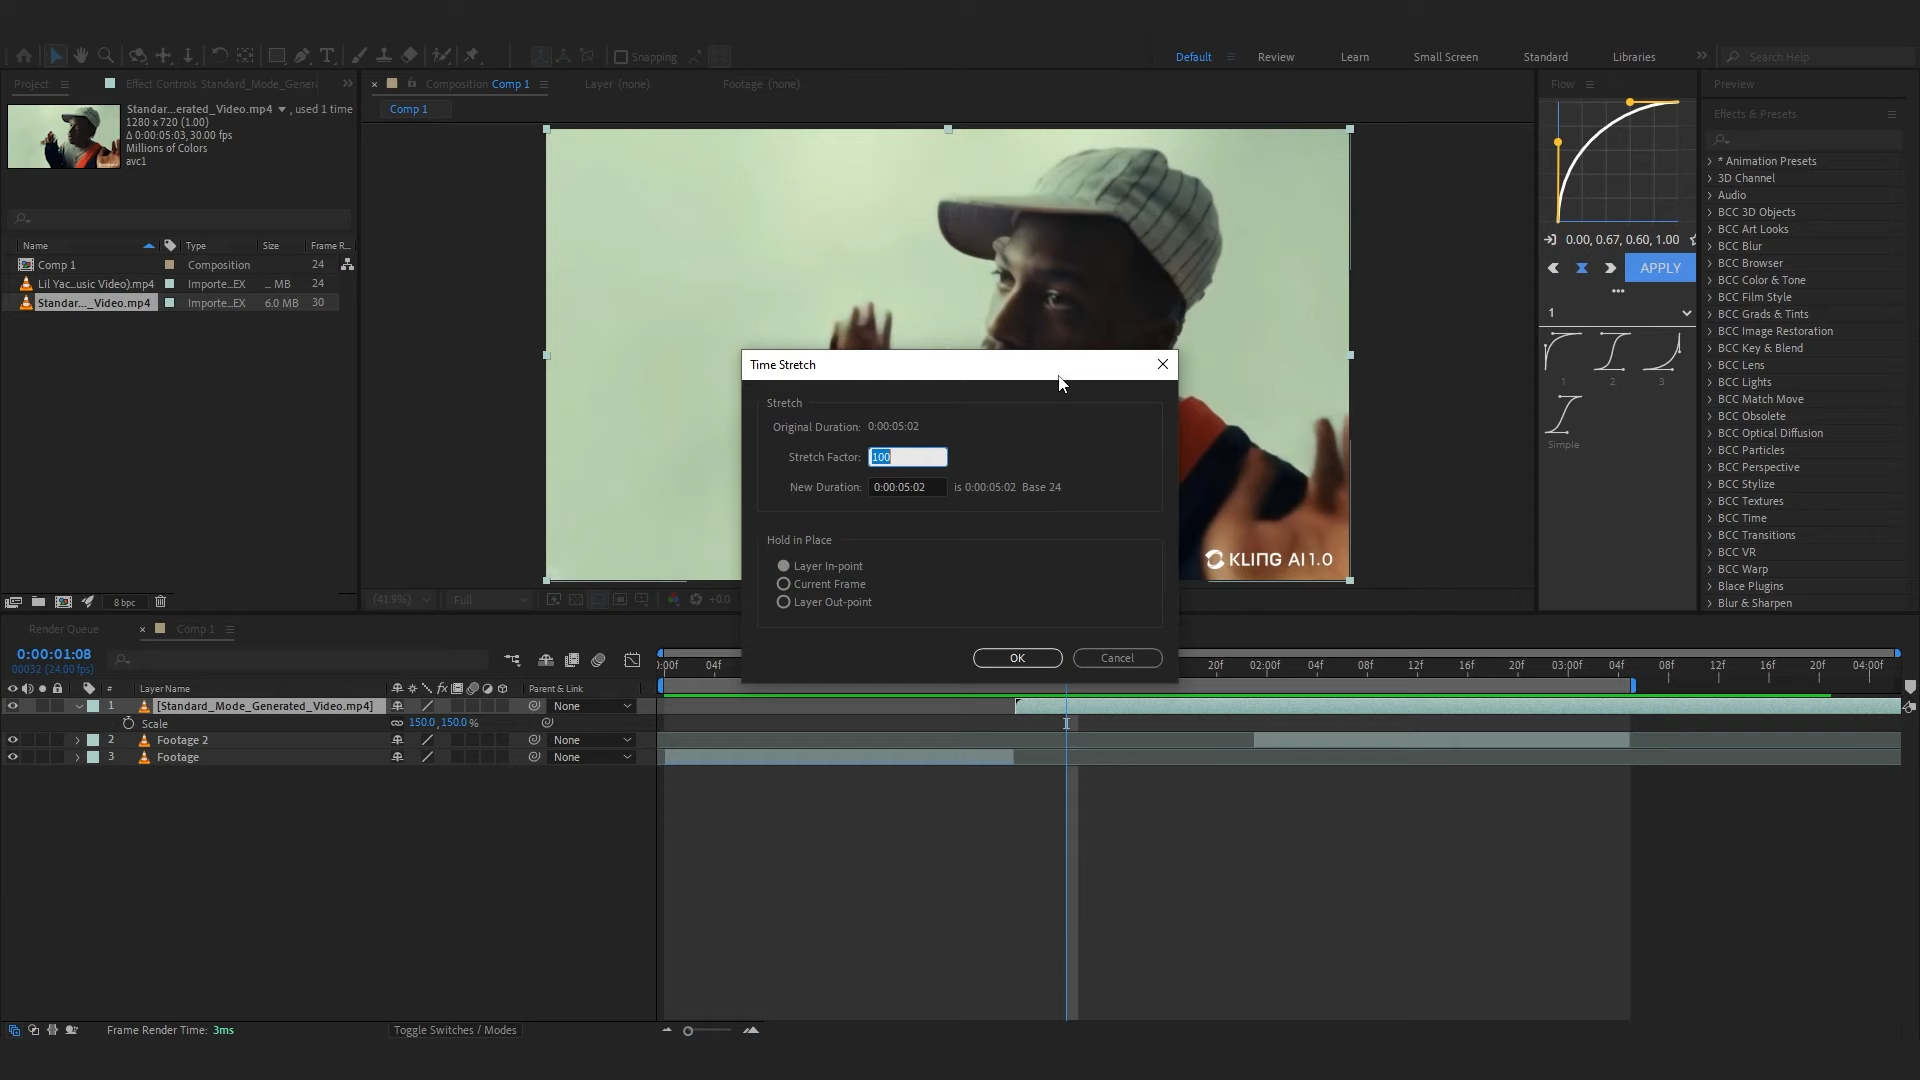 Snapping
Default
Review
Learn
Small Screen
Standard
Libraries
Search Help
Project
Effect Controls Standard_Mode_Gener
Composition Comp 1
Layer (none)
Footage (none)
Flow
Preview
Comp 1
Standar...erated_Video.mp4 , used 1 time
1280 x 720 (1.00)
Δ 0:00:05:03, 30.00 fps
Millions of Colors
avc1
Effects & Presets
* Animation Presets
3D Channel
Audio
BCC 3D Objects
BCC Art Looks
BCC Blur
BCC Browser
BCC Color & Tone
BCC Film Style
BCC Grads & Tints
BCC Image Restoration
BCC Key & Blend
BCC Lens
BCC Lights
BCC Match Move
BCC Obsolete
BCC Optical Diffusion
BCC Particles
BCC Perspective
BCC Stylize
BCC Textures
BCC Time
BCC Transitions
BCC VR
BCC Warp
Blace Plugins
Blur & Sharpen
0.00, 0.67, 0.60, 1.00
APPLY
1
1 2 3
Simple
Name Type Size Frame R...
Comp 1 Composition 24
Lil Yac...usic Video).mp4 Importe...EX ... MB 24
Standar..._Video.mp4 Importe...EX 6.0 MB 30
Time Stretch
Stretch
Original Duration: 0:00:05:02
Stretch Factor: 100
New Duration: 0:00:05:02 is 0:00:05:02 Base 24
Hold in Place
Layer In-point
Current Frame
Layer Out-point
OK
Cancel
KLING AI 1.0
8 bpc
(41.9%)
Full
+0.0
Render Queue
Comp 1
0:00:01:08
00032 (24.00 fps)
:00f 04f 20f 02:00f 04f 08f 12f 16f 20f 03:00f 04f 08f 12f 16f 20f 04:00f
# Layer Name fx Parent & Link
1 [Standard_Mode_Generated_Video.mp4] None
Scale 150.0, 150.0 %
2 Footage 2 None
3 Footage None
Frame Render Time: 3ms
Toggle Switches / Modes